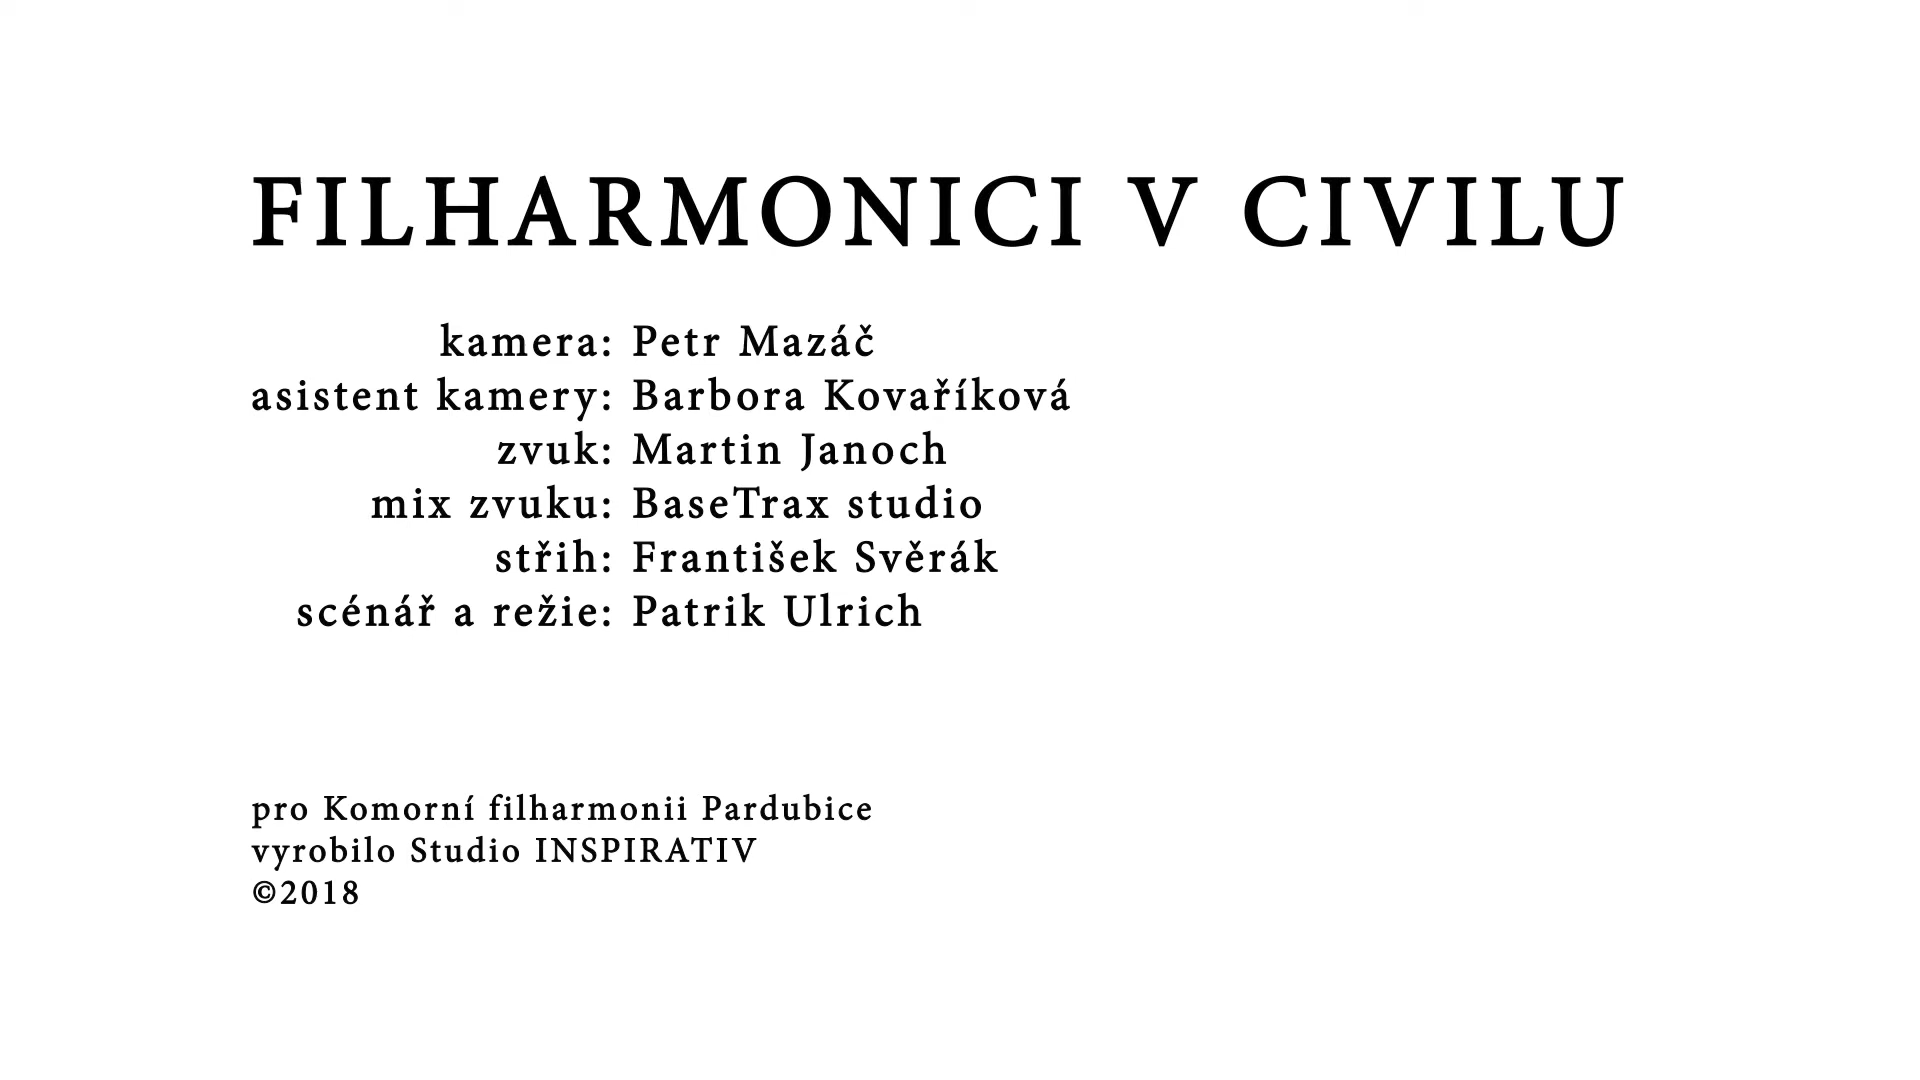 FILHARMONICI V CIVILU
kamera: Petr Mazáč
asistent kamery: Barbora Kovaříková
zvuk: Martin Janoch
mix zvuku: BaseTrax studio
střih: František Svěrák
scénář a režie: Patrik Ulrich
pro Komorní filharmonii Pardubice
vyrobilo Studio INSPIRATIV
©2018